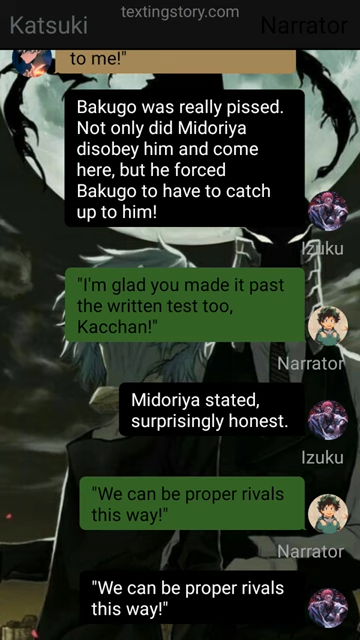 textingstory.com
Katsuki
Narrator
to me!"
Bakugo was really pissed.
Not only did Midoriya
disobey him and come
here, but he forced
Bakugo to have to catch
up to him!
Izuku
"I'm glad you made it past
the written test too,
Kacchan!"
Narrator
Midoriya stated,
surprisingly honest.
Izuku
"We can be proper rivals
this way!"
Narrator
"We can be proper rivals
this way!"